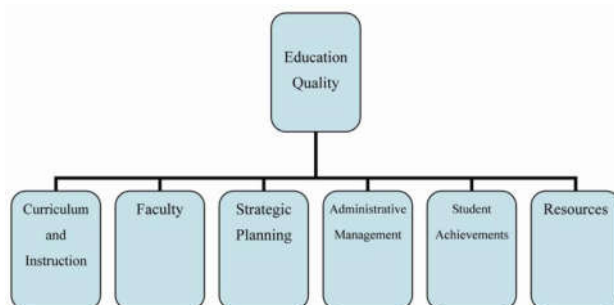 Education
Quality
Curriculum
and
Instruction
Faculty
Strategic
Planning
Administrative
Management
Student
Achievements
Resources